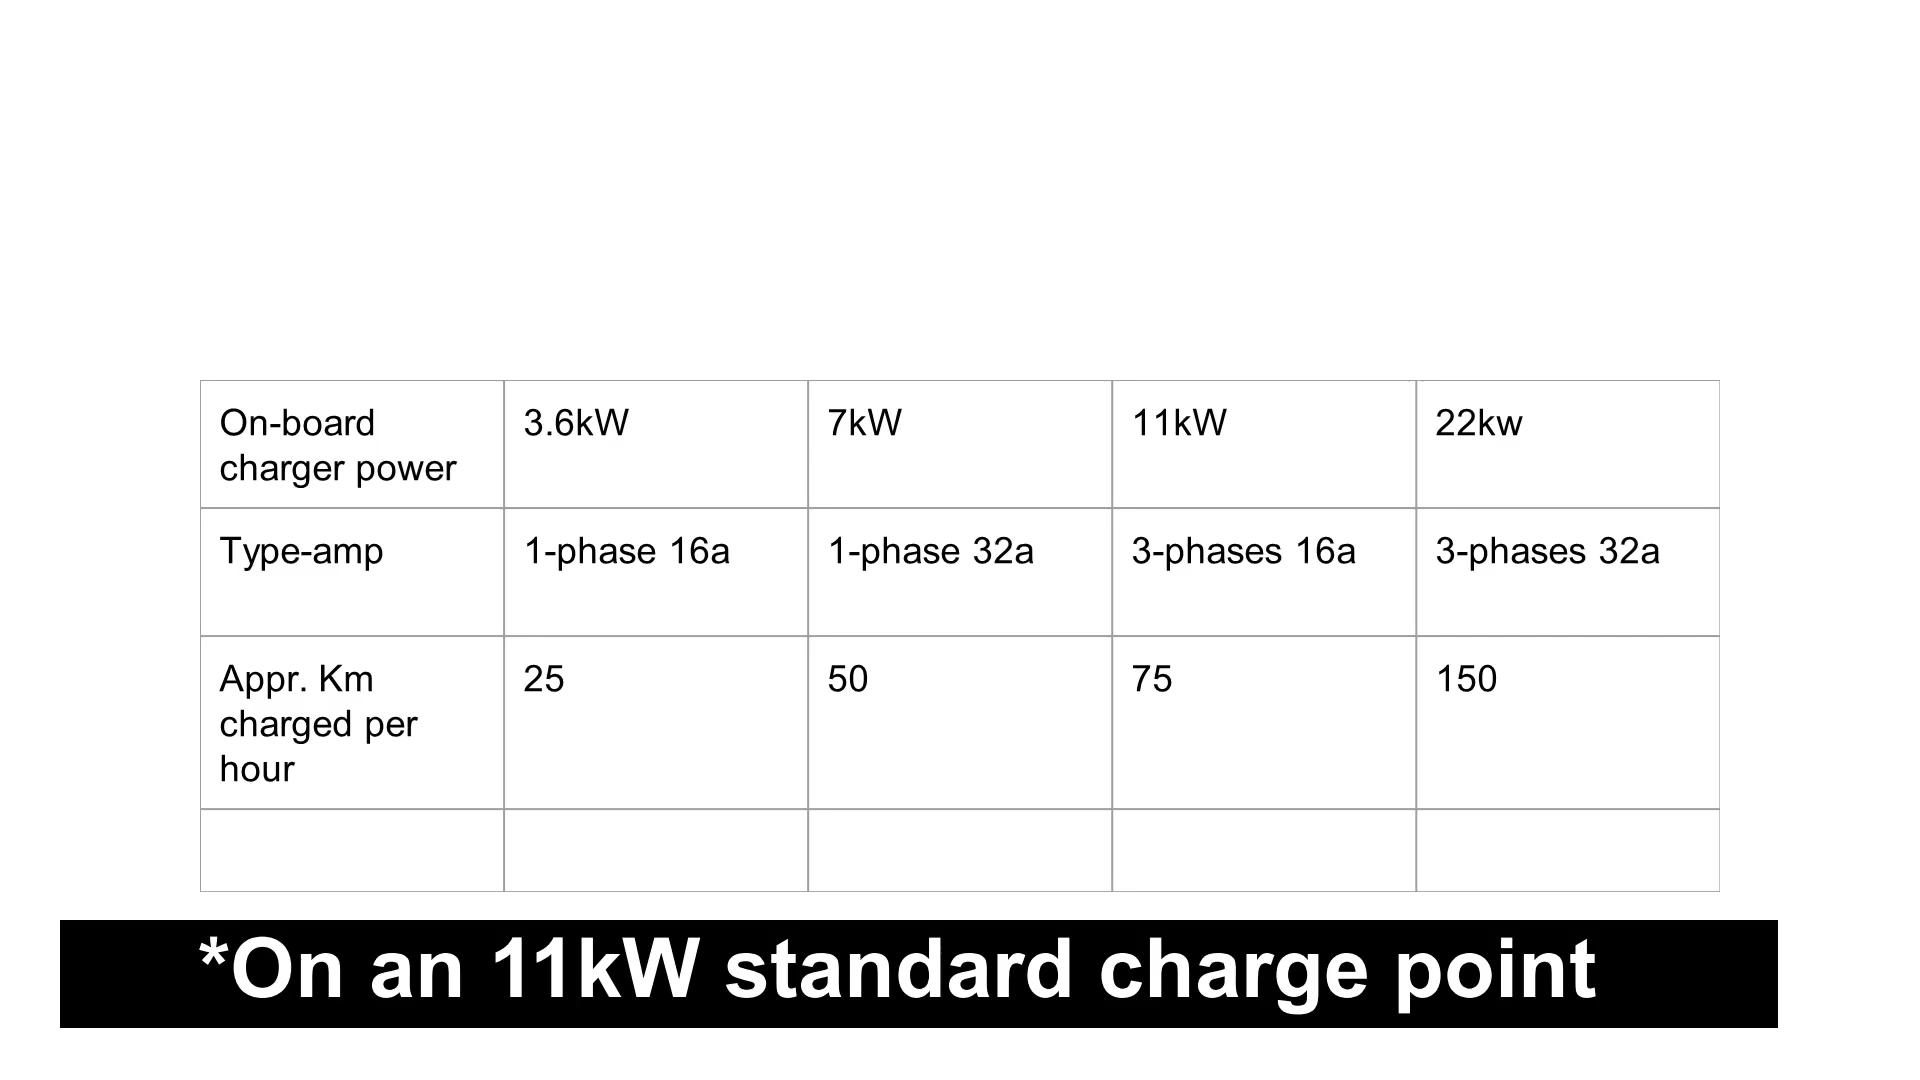 On-board charger power 3.6kW 7kW 11kW 22kw
Type-amp 1-phase 16a 1-phase 32a 3-phases 16a 3-phases 32a
Appr. Km charged per hour 25 50 75 150
*On an 11kW standard charge point